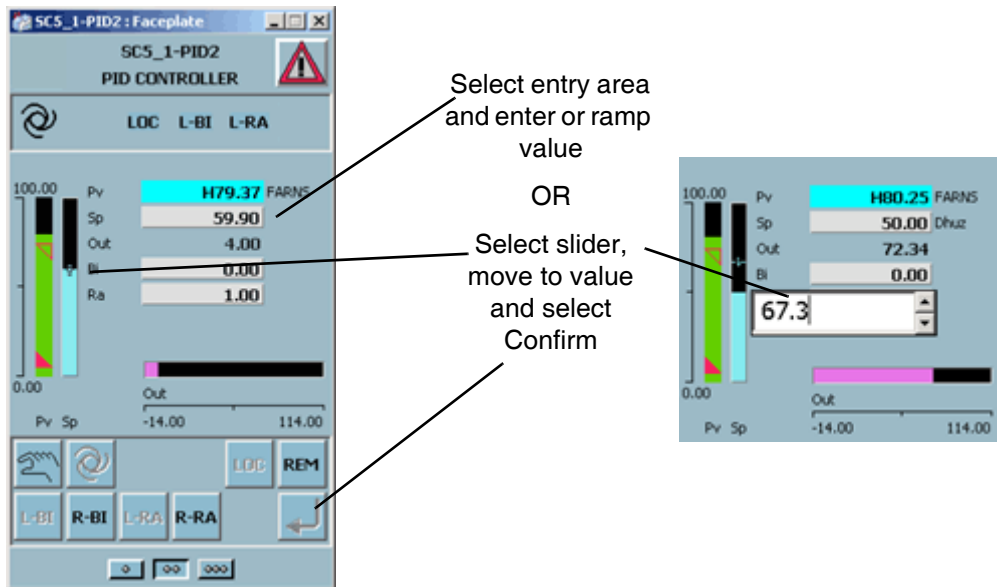 SC5_1-PID2 : Faceplate
SC5_1-PID2
PID CONTROLLER
LOC L-BI L-RA
100.00
Pv H79.37 FARNS
Sp 59.90
Out 4.00
Bi 0.00
Ra 1.00
0.00
Out
Pv Sp
-14.00 114.00
LOC REM
L-BI R-BI L-RA R-RA
Select entry area
and enter or ramp
value
OR
Select slider,
move to value
and select
Confirm
100.00
Pv H80.25 FARNS
Sp 50.00 Dhuz
Out 72.34
Bi 0.00
67.3
0.00
Out
Pv Sp
-14.00 114.00